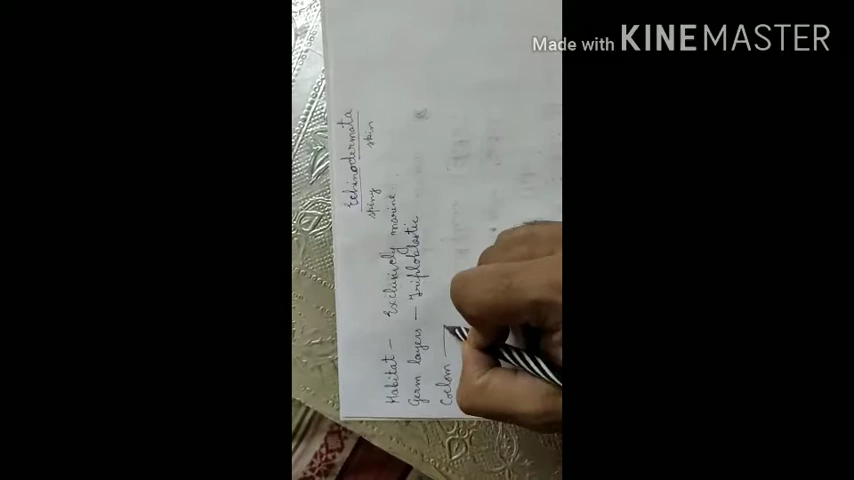 Made with KINEMASTER
Echinodermata
spiny skin
Habitat - Exclusively marine.
Germ layers - Triploblastic
Coelom -